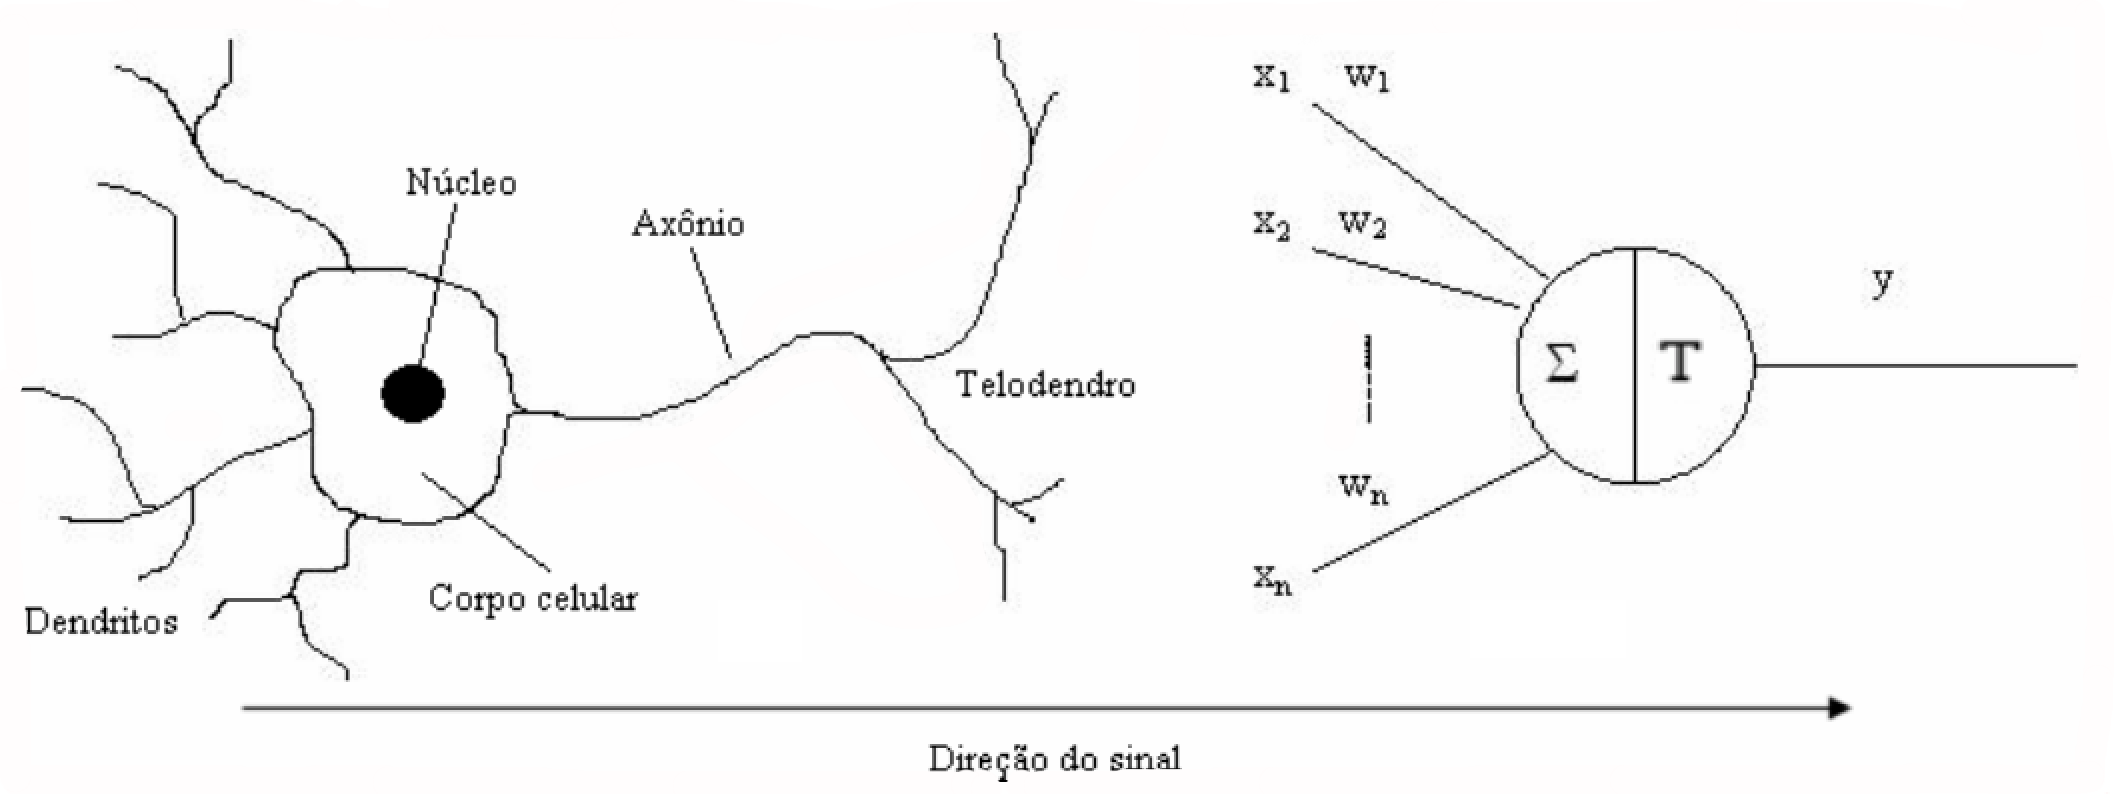 Núcleo
Axônio
Telodendro
Corpo celular
Dendritos
x1 w1
x2 w2
wn
xn
Σ T
y
Direção do sinal